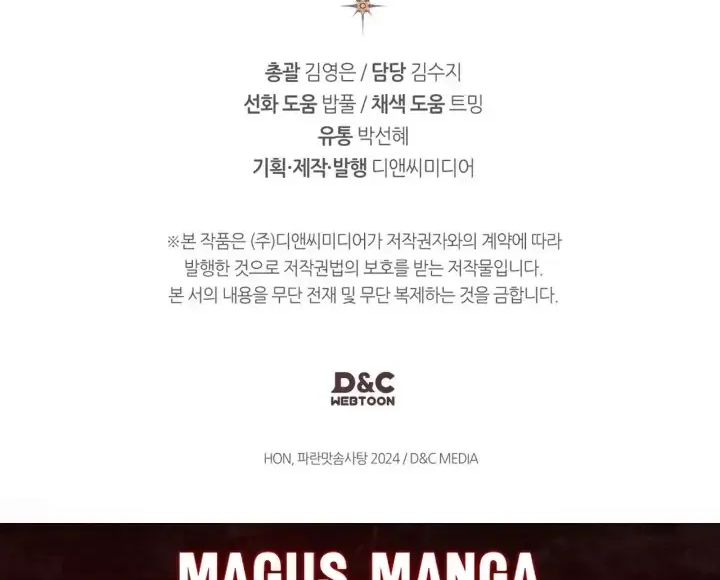 총괄 김영은 / 담당 김수지
선화 도움 밥풀 / 채색 도움 트밍
유통 박선혜
기획·제작·발행 디앤씨미디어
※본 작품은 (주)디앤씨미디어가 저작권자와의 계약에 따라
발행한 것으로 저작권법의 보호를 받는 저작물입니다.
본 서의 내용을 무단 전재 및 무단 복제하는 것을 금합니다.
D&C
WEBTOON
HON, 파란맛솜사탕 2024 / D&C MEDIA
MAGUS MANGA